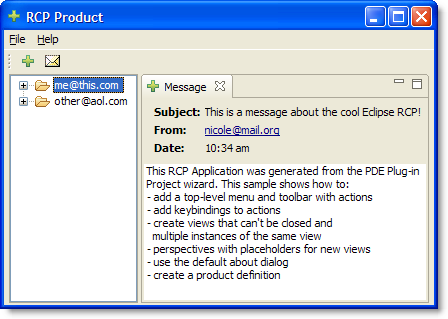 RCP Product
File Help
me@this.com
other@aol.com
Message
Subject: This is a message about the cool Eclipse RCP!
From: nicole@mail.org
Date: 10:34 am
This RCP Application was generated from the PDE Plug-in
Project wizard. This sample shows how to:
- add a top-level menu and toolbar with actions
- add keybindings to actions
- create views that can't be closed and
multiple instances of the same view
- perspectives with placeholders for new views
- use the default about dialog
- create a product definition